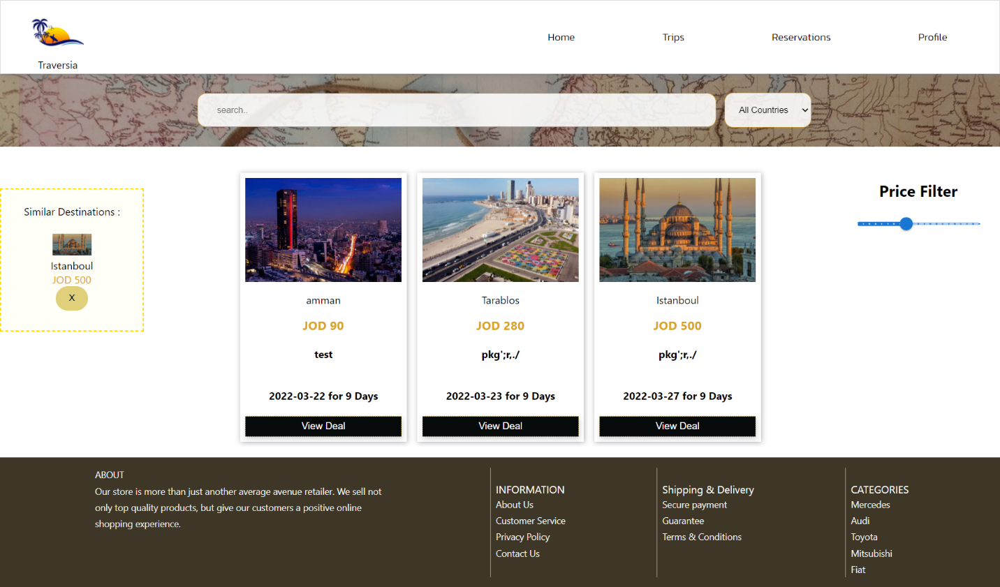 Traversia
Home
Trips
Reservations
Profile
search..
All Countries
Similar Destinations :
Istanboul
JOD 500
X
amman
JOD 90
test
2022-03-22 for 9 Days
View Deal
Tarablos
JOD 280
pkg';r,./
2022-03-23 for 9 Days
View Deal
Istanboul
JOD 500
pkg';r,./
2022-03-27 for 9 Days
View Deal
Price Filter
ABOUT
Our store is more than just another average avenue retailer. We sell not
only top quality products, but give our customers a positive online
shopping experience.
INFORMATION
About Us
Customer Service
Privacy Policy
Contact Us
Shipping & Delivery
Secure payment
Guarantee
Terms & Conditions
CATEGORIES
Mercedes
Audi
Toyota
Mitsubishi
Fiat